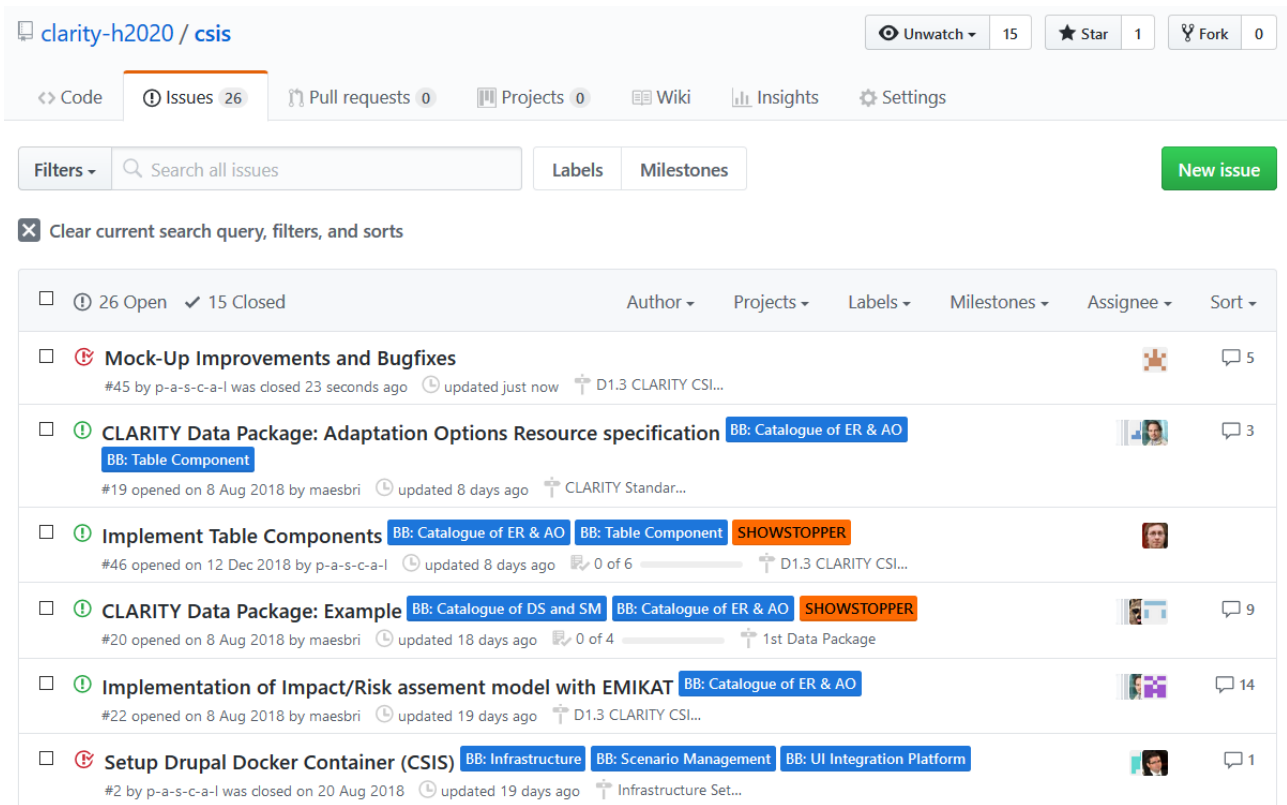 clarity-h2020 / csis Unwatch 15 Star 1 Fork 0
Code Issues 26 Pull requests 0 Projects 0 Wiki Insights Settings
Filters Search all issues Labels Milestones New issue
Clear current search query, filters, and sorts
26 Open 15 Closed Author Projects Labels Milestones Assignee Sort
Mock-Up Improvements and Bugfixes 5
#45 by p-a-s-c-a-l was closed 23 seconds ago updated just now D1.3 CLARITY CSI...
CLARITY Data Package: Adaptation Options Resource specification BB: Catalogue of ER & AO 3
BB: Table Component
#19 opened on 8 Aug 2018 by maesbri updated 8 days ago CLARITY Standar...
Implement Table Components BB: Catalogue of ER & AO BB: Table Component SHOWSTOPPER
#46 opened on 12 Dec 2018 by p-a-s-c-a-l updated 8 days ago 0 of 6 D1.3 CLARITY CSI...
CLARITY Data Package: Example BB: Catalogue of DS and SM BB: Catalogue of ER & AO SHOWSTOPPER 9
#20 opened on 8 Aug 2018 by maesbri updated 18 days ago 0 of 4 1st Data Package
Implementation of Impact/Risk assement model with EMIKAT BB: Catalogue of ER & AO 14
#22 opened on 8 Aug 2018 by maesbri updated 19 days ago D1.3 CLARITY CSI...
Setup Drupal Docker Container (CSIS) BB: Infrastructure BB: Scenario Management BB: UI Integration Platform 1
#2 by p-a-s-c-a-l was closed on 20 Aug 2018 updated 19 days ago Infrastructure Set...